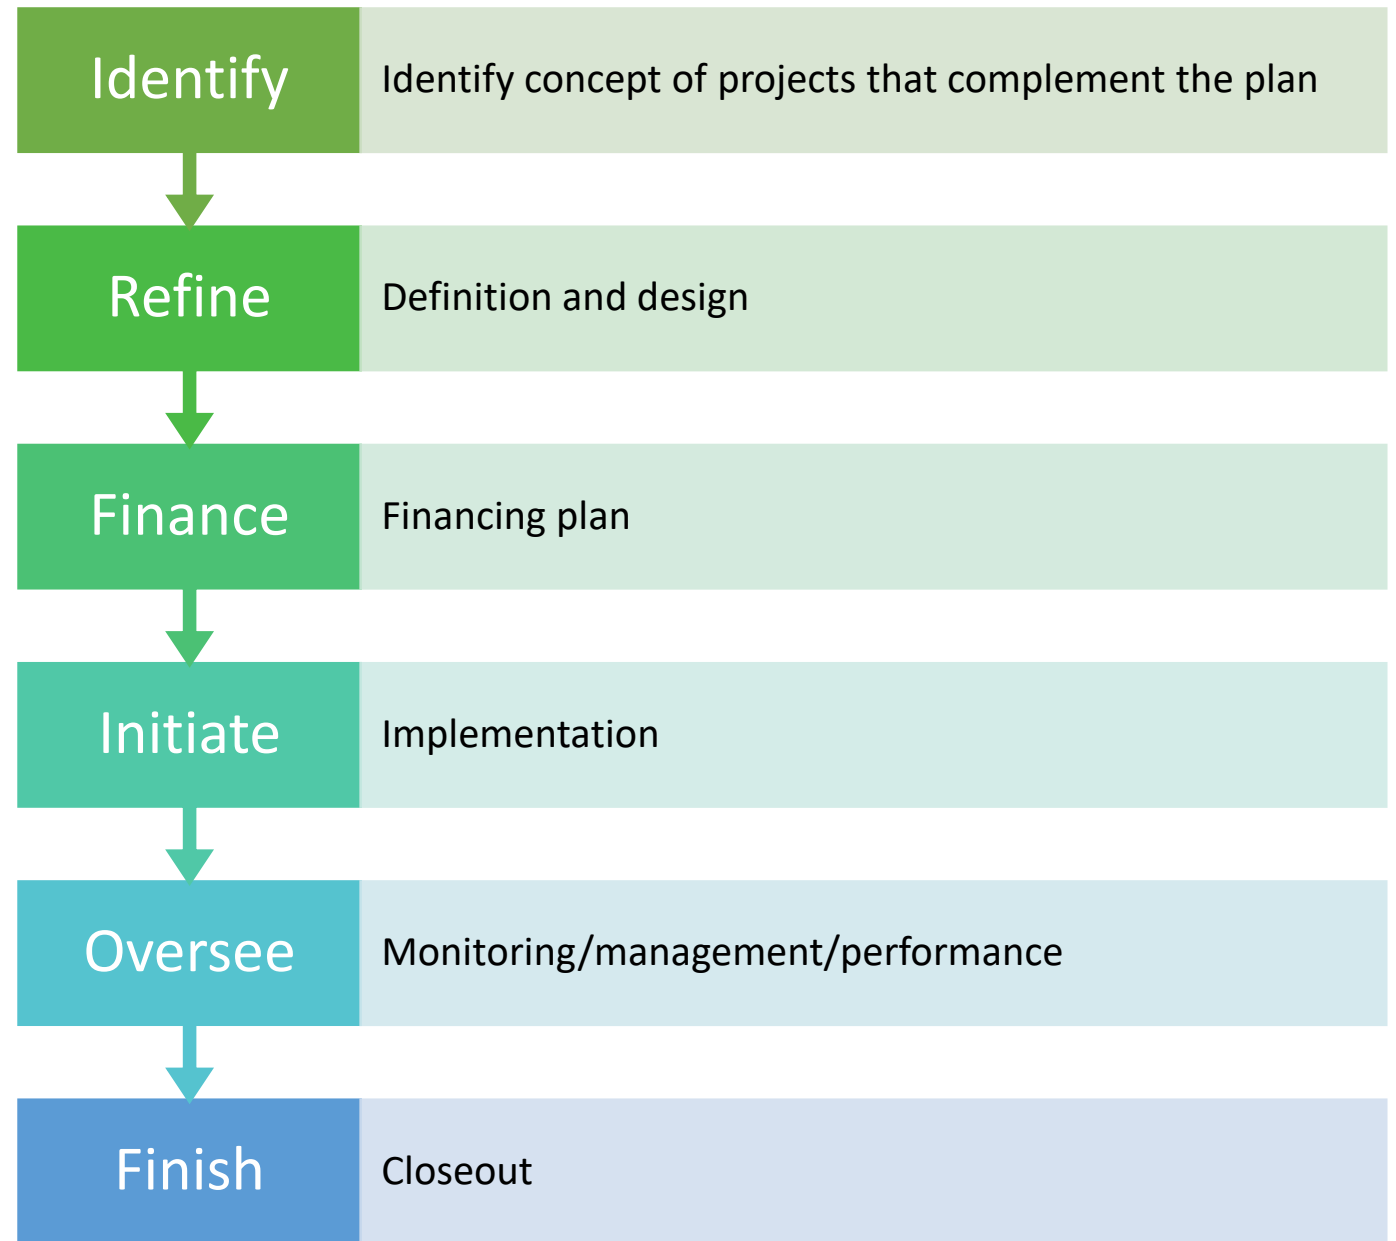 Identify
Identify concept of projects that complement the plan
Refine
Definition and design
Finance
Financing plan
Initiate
Implementation
Oversee
Monitoring/management/performance
Finish
Closeout